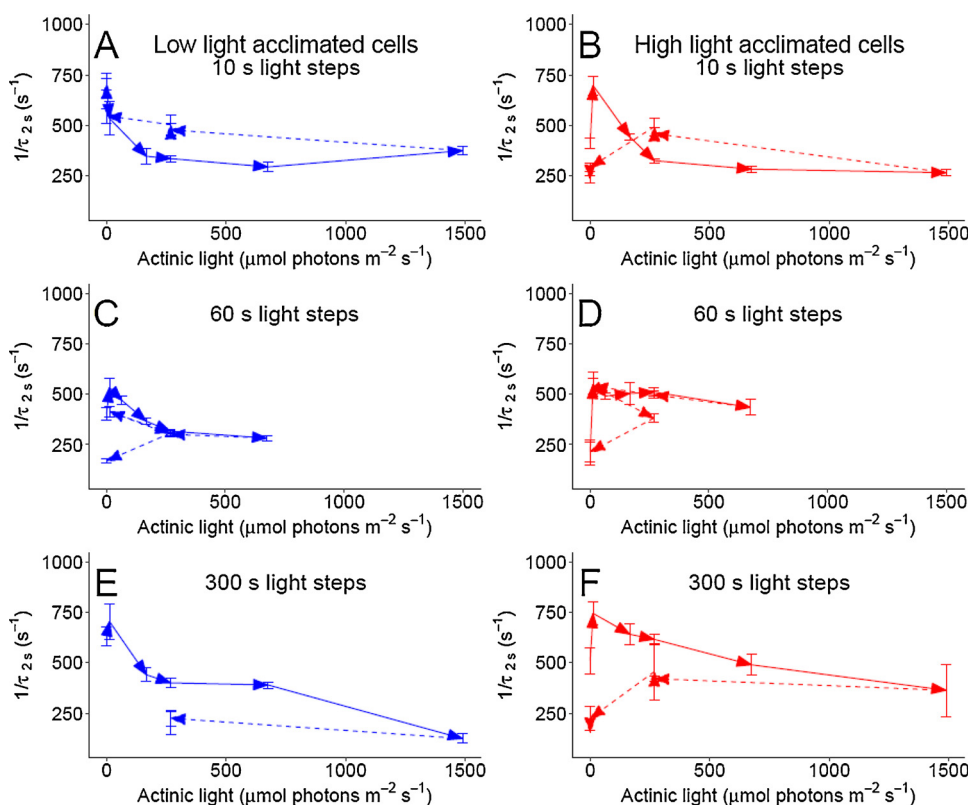 A
Low light acclimated cells
10 s light steps
1000
750
500
250
1/τ 2 s (s−1)
0
500
1000
1500
Actinic light (μmol photons m−2 s−1)
B
High light acclimated cells
10 s light steps
1000
750
500
250
1/τ 2 s (s−1)
0
500
1000
1500
Actinic light (μmol photons m−2 s−1)
C
60 s light steps
1000
750
500
250
1/τ 2 s (s−1)
0
500
1000
1500
Actinic light (μmol photons m−2 s−1)
D
60 s light steps
1000
750
500
250
1/τ 2 s (s−1)
0
500
1000
1500
Actinic light (μmol photons m−2 s−1)
E
300 s light steps
1000
750
500
250
1/τ 2 s (s−1)
0
500
1000
1500
Actinic light (μmol photons m−2 s−1)
F
300 s light steps
1000
750
500
250
1/τ 2 s (s−1)
0
500
1000
1500
Actinic light (μmol photons m−2 s−1)